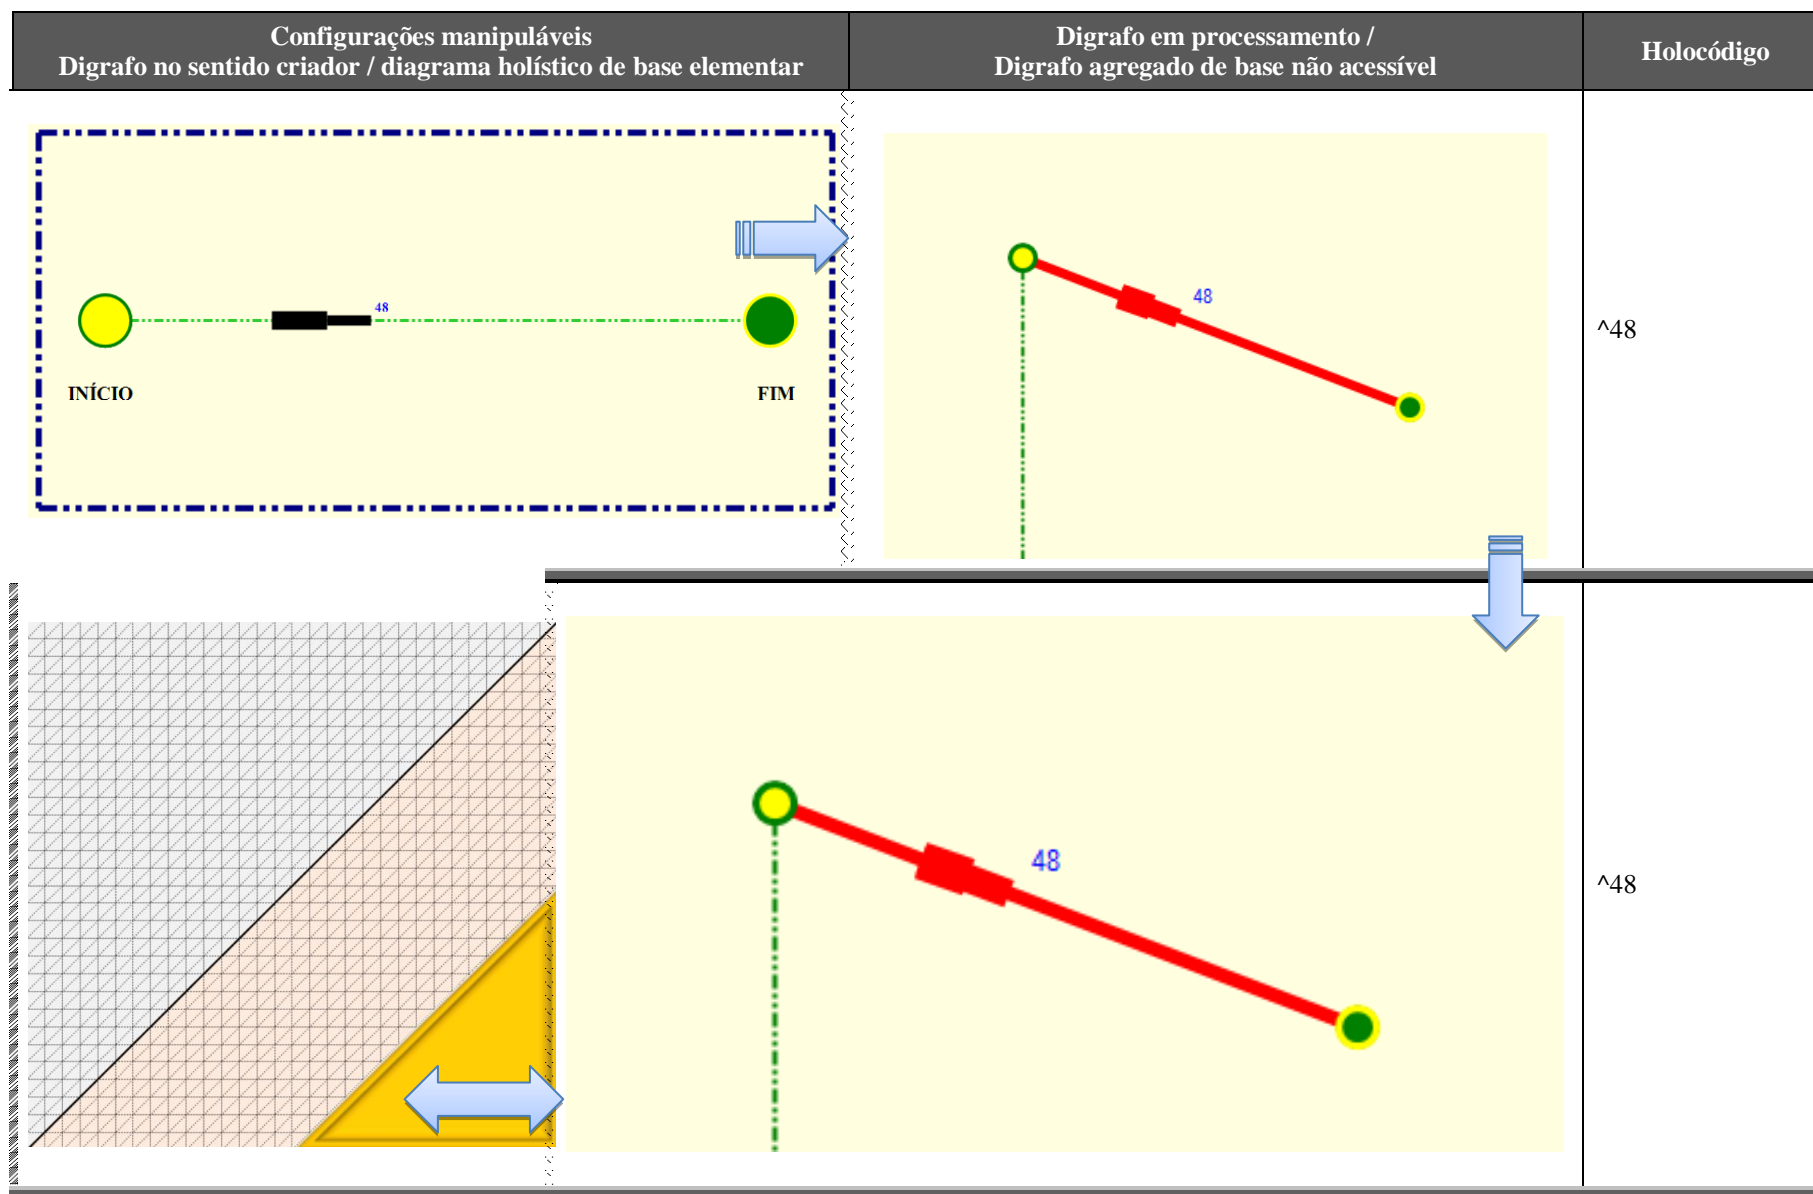 Configurações manipuláveis
Digrafo no sentido criador / diagrama holístico de base elementar
Digrafo em processamento /
Digrafo agregado de base não acessível
Holocódigo
48
INÍCIO
FIM
48
^48
48
^48